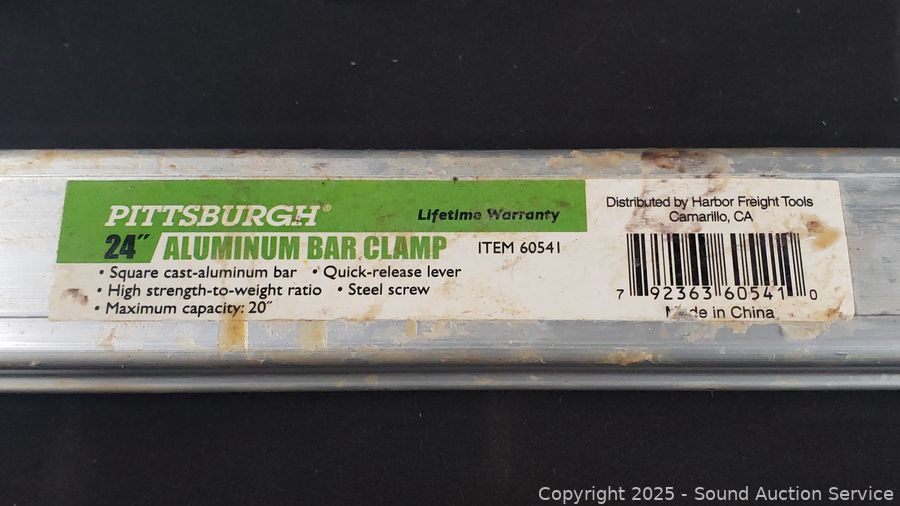 PITTSBURGH®
Lifetime Warranty
24" ALUMINUM BAR CLAMP
ITEM 60541
• Square cast-aluminum bar • Quick-release lever
• High strength-to-weight ratio • Steel screw
• Maximum capacity: 20"
Distributed by Harbor Freight Tools
Camarillo, CA
7 92363 60541 0
Made in China
Copyright 2025 - Sound Auction Service